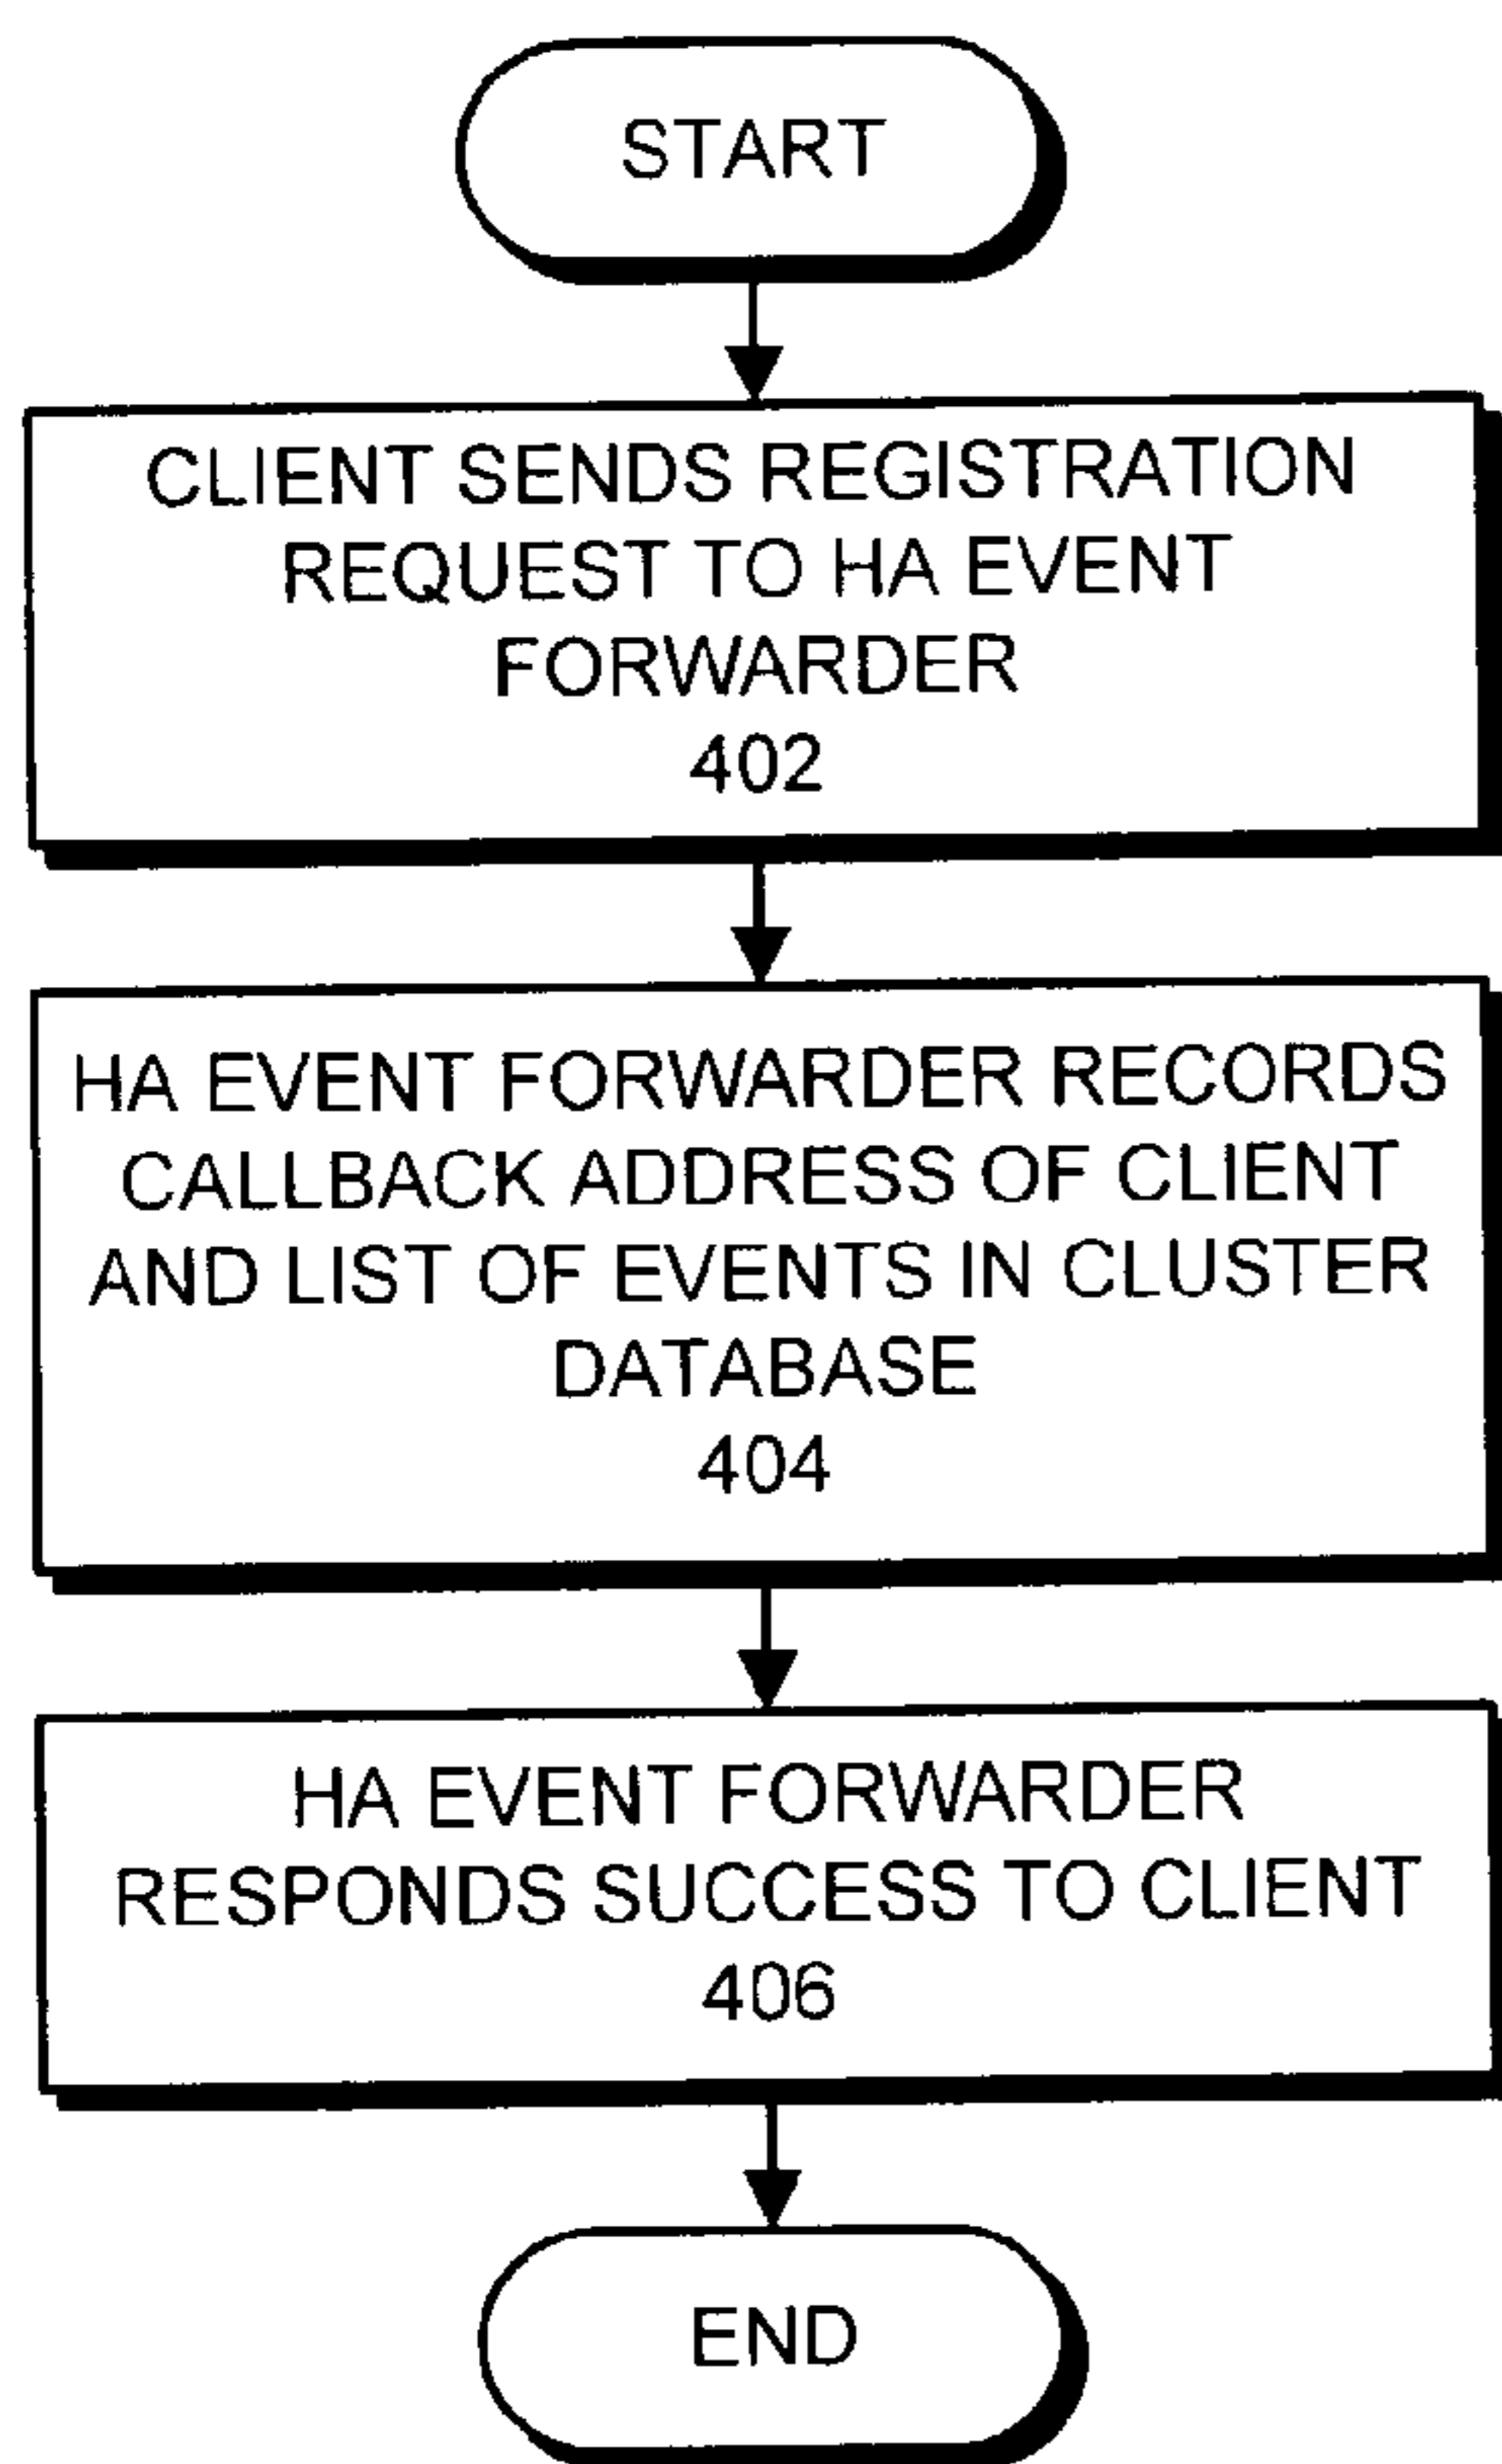 START
CLIENT SENDS REGISTRATION
REQUEST TO HA EVENT
FORWARDER
402
HA EVENT FORWARDER RECORDS
CALLBACK ADDRESS OF CLIENT
AND LIST OF EVENTS IN CLUSTER
DATABASE
404
HA EVENT FORWARDER
RESPONDS SUCCESS TO CLIENT
406
END